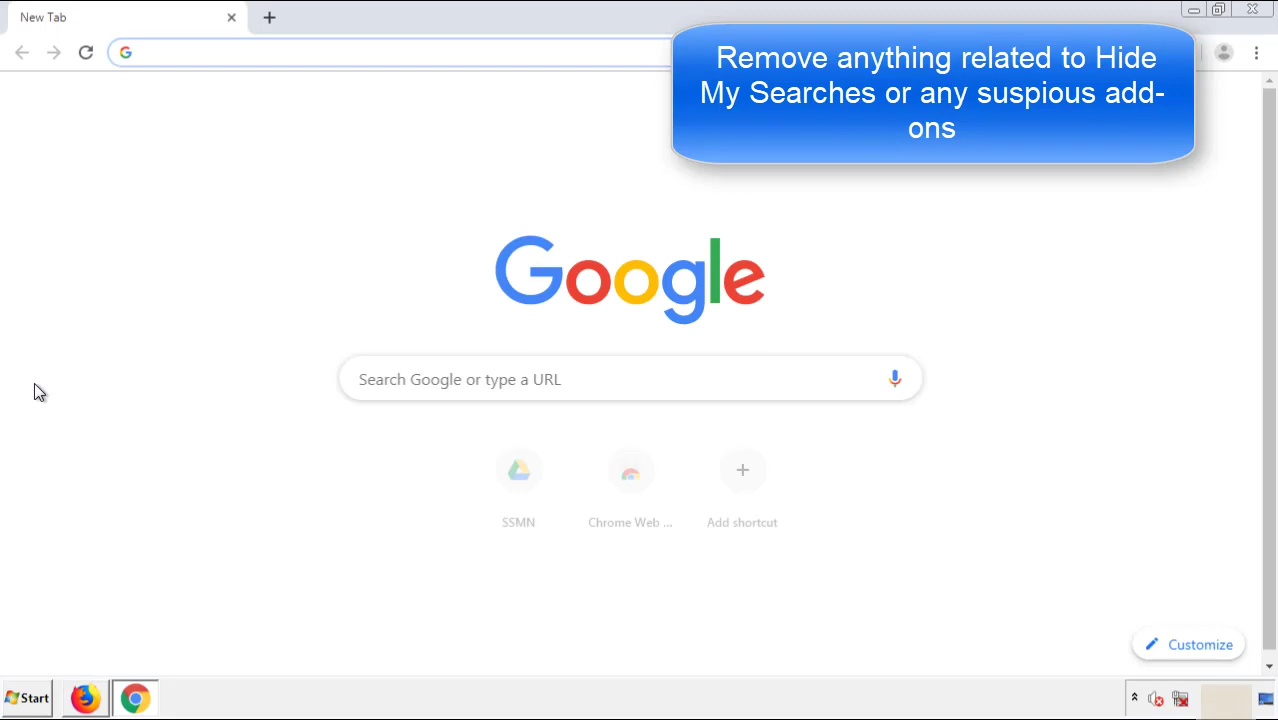 New Tab
Remove anything related to Hide
My Searches or any suspious add-
ons
Google
Search Google or type a URL
SSMN
Chrome Web ...
Add shortcut
Customize
Start